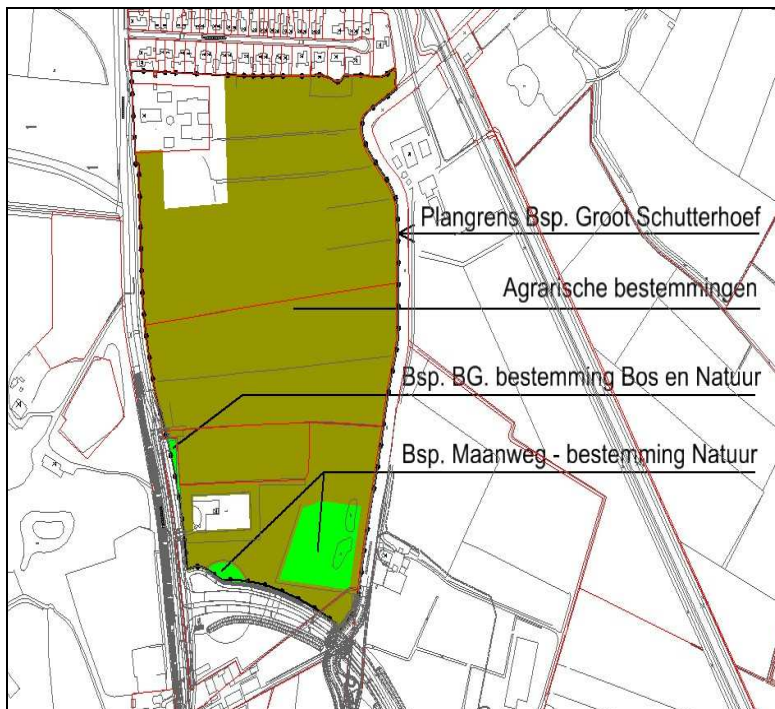 Plangrens Bsp. Groot Schutterhoef
Agrarische bestemmingen
Bsp. BG. bestemming Bos en Natuur
Bsp. Maanweg - bestemming Natuur